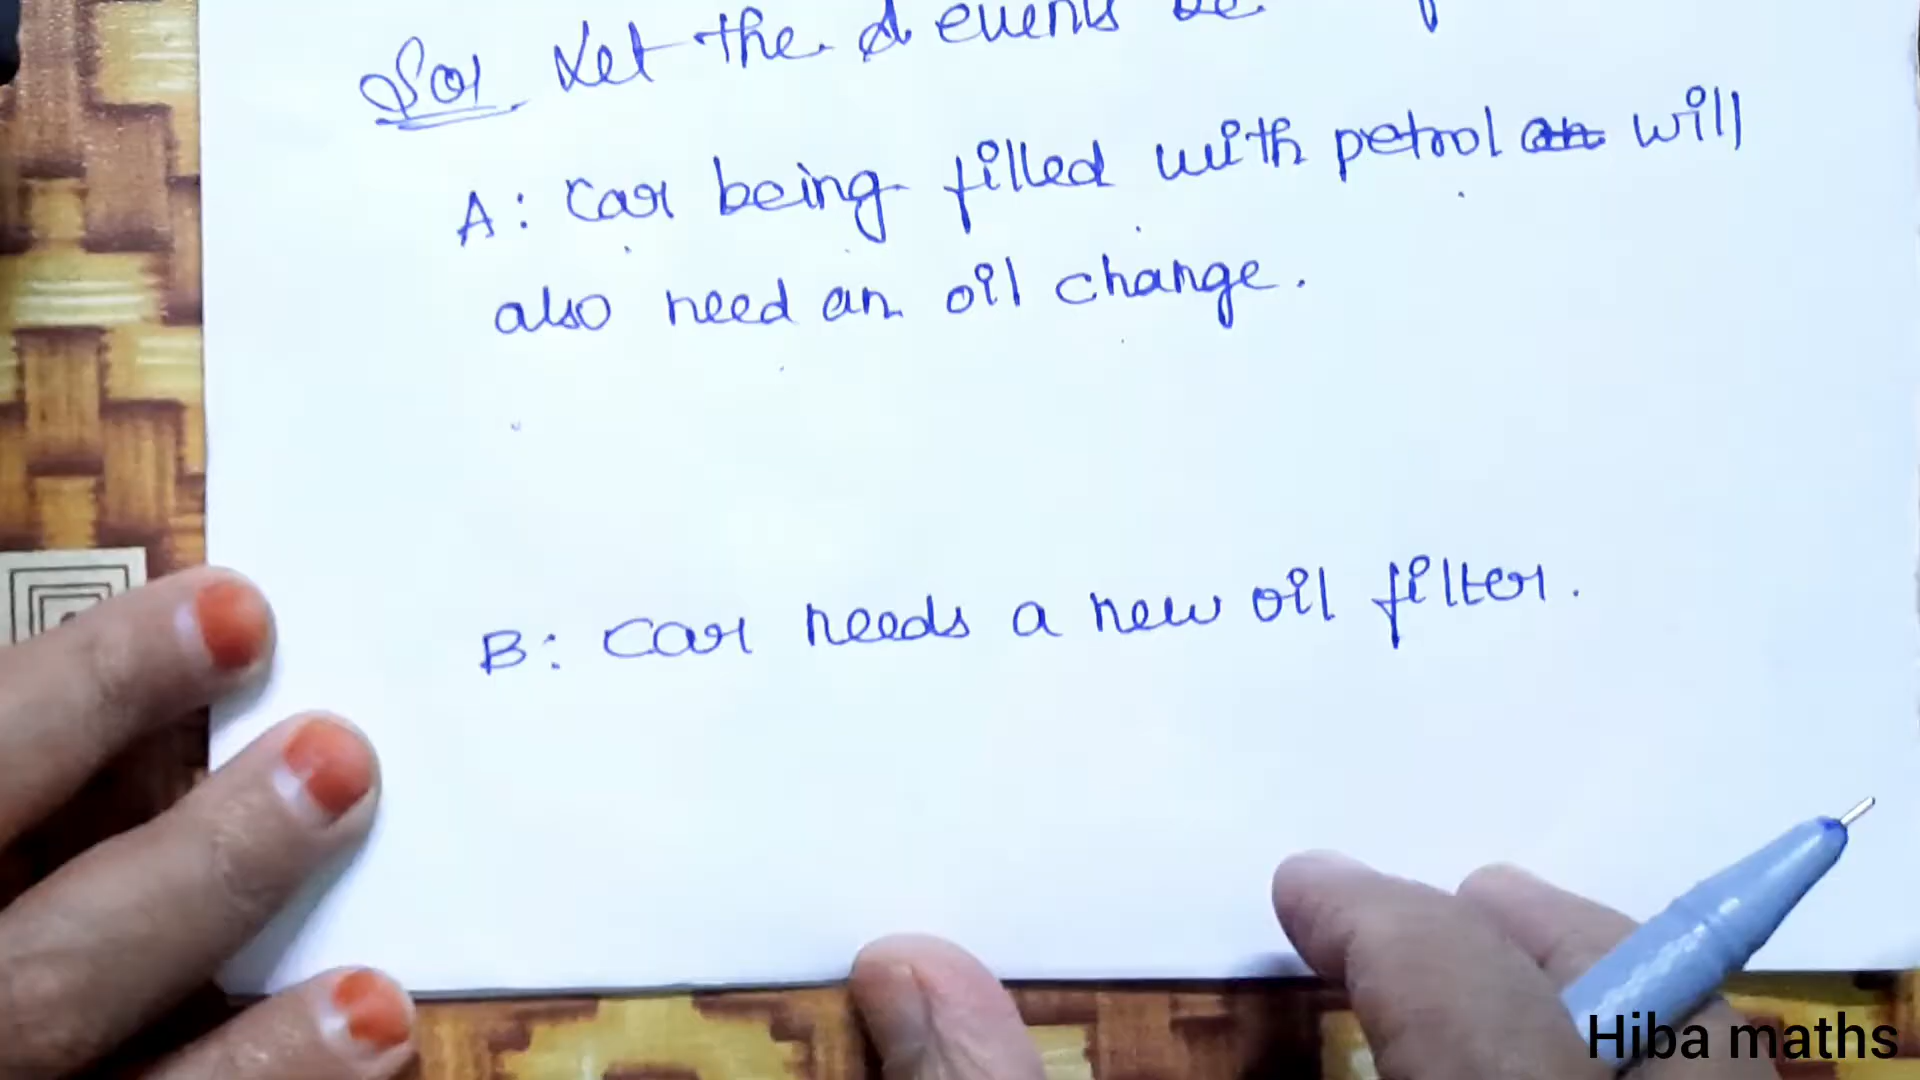 Sol Let the events be
A: Car being filled with petrol will
also need an oil change.
B: Car needs a new oil filter.
Hiba maths